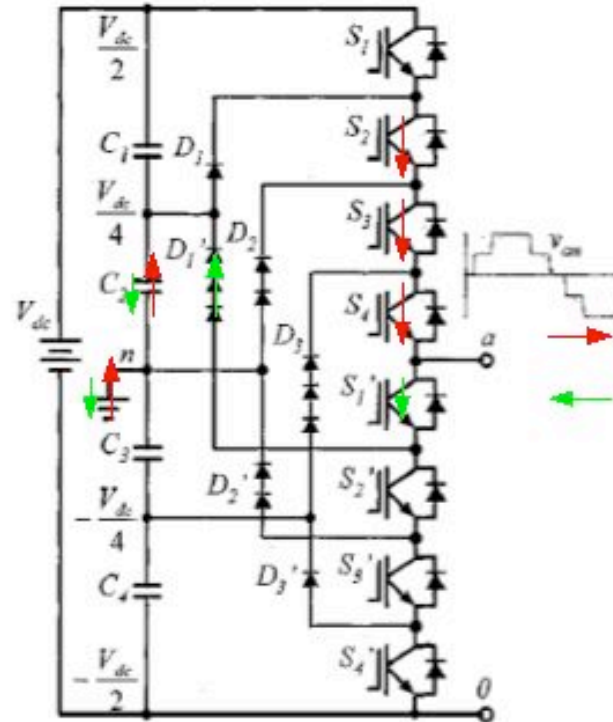 V_dc/2
S_1
C_1
D_1
S_2
V_dc/4
D_1'
D_2
S_3
v_an
C_2
V_dc
n
D_3
S_4
a
S_1'
C_3
D_2'
S_2'
-V_dc/4
C_4
D_3'
S_3'
-V_dc/2
S_4'
0